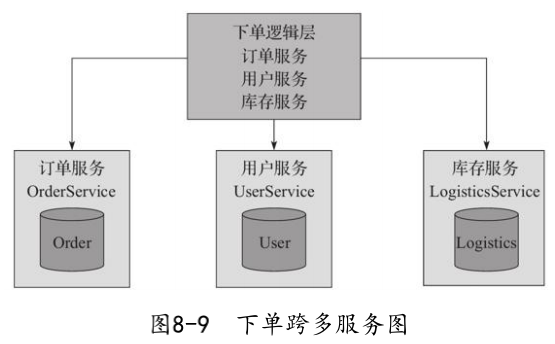 下单逻辑层
订单服务
用户服务
库存服务
订单服务
OrderService
Order
用户服务
UserService
User
库存服务
LogisticsService
Logistics
图8-9 下单跨多服务图